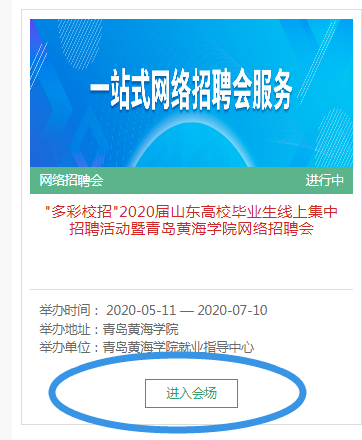 一站式网络招聘会服务
网络招聘会 进行中
"多彩校招"2020届山东高校毕业生线上集中
招聘活动暨青岛黄海学院网络招聘会
举办时间： 2020-05-11 — 2020-07-10
举办地址：青岛黄海学院
举办单位：青岛黄海学院就业指导中心
进入会场